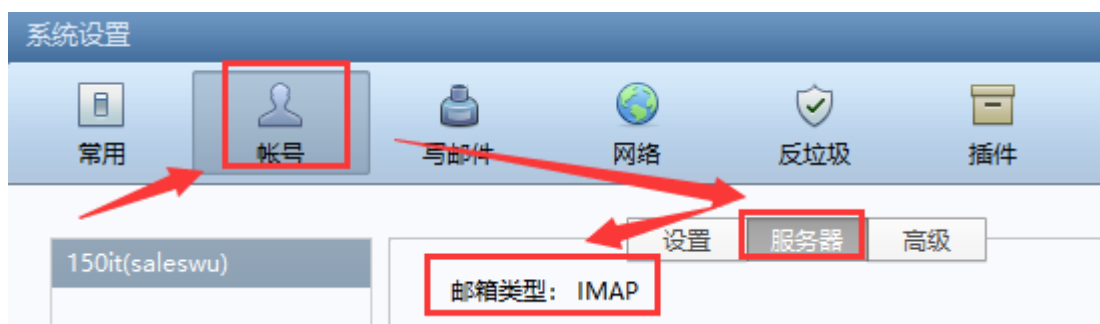 系统设置
常用
帐号
写邮件
网络
反垃圾
插件
设置
服务器
高级
150it(saleswu)
邮箱类型: IMAP